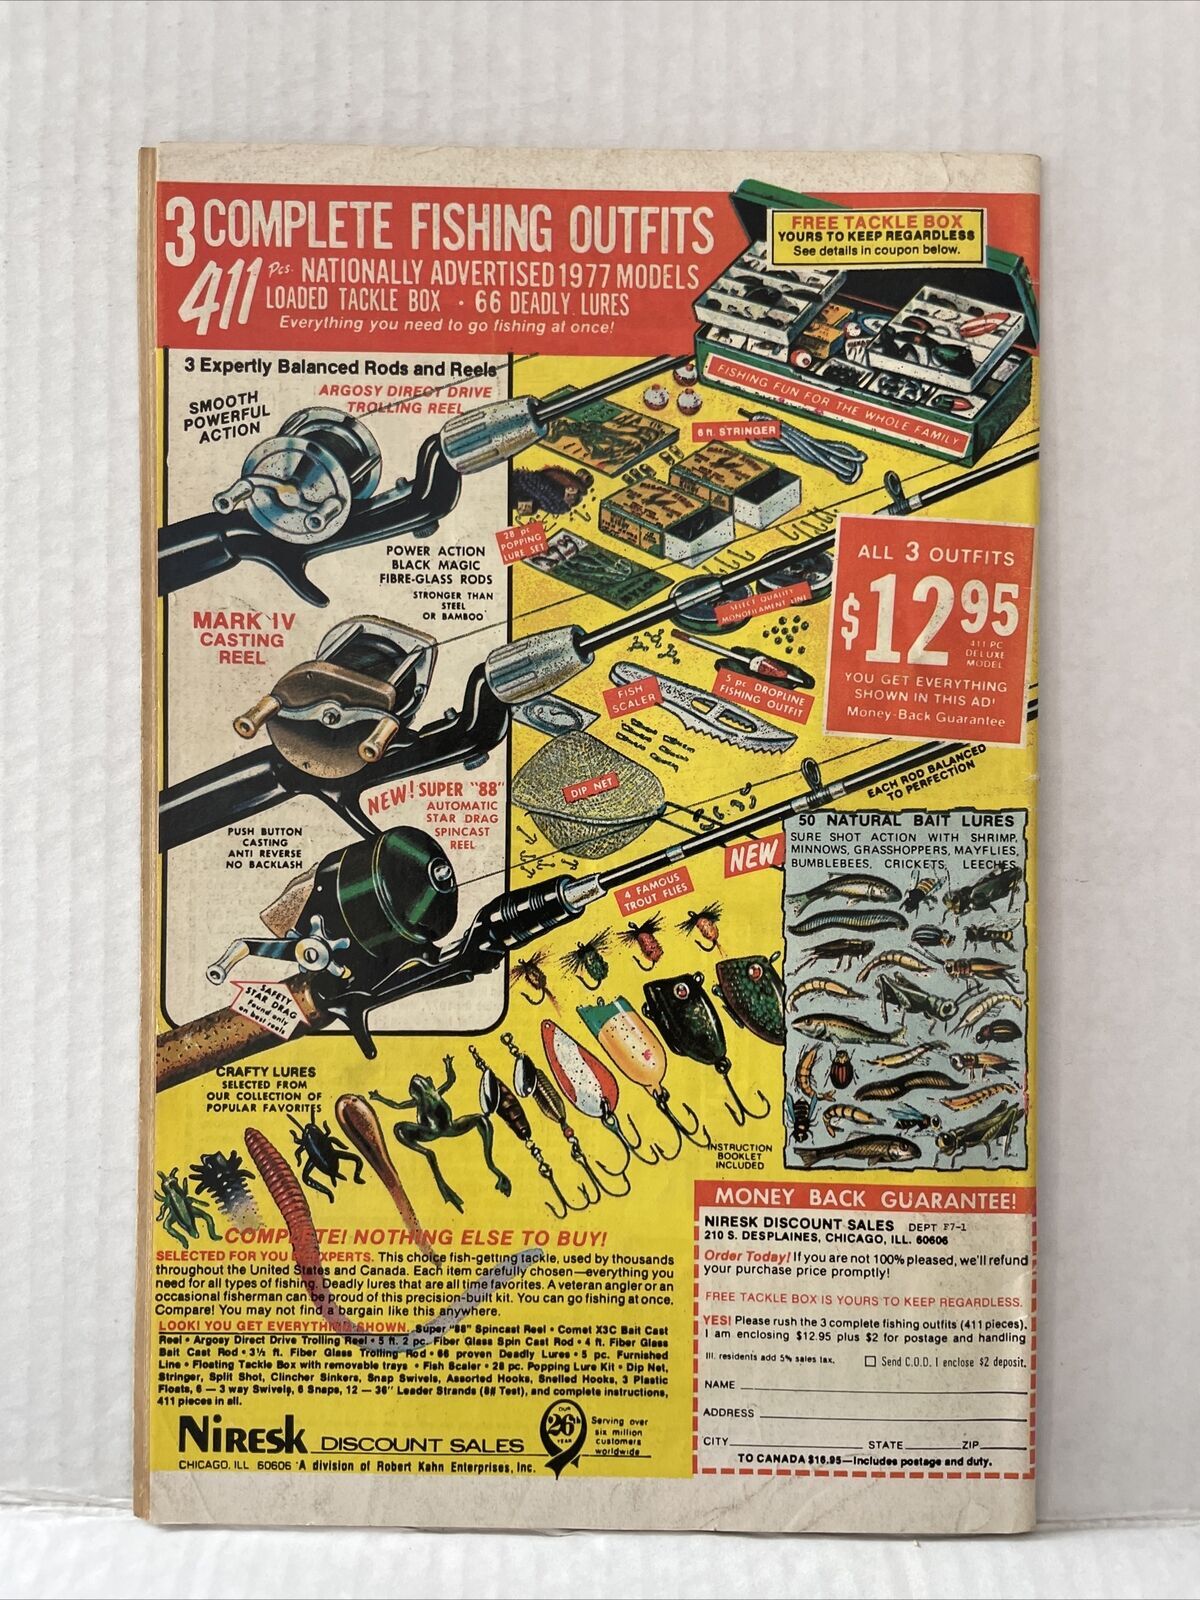 3 COMPLETE FISHING OUTFITS
411 Pcs. NATIONALLY ADVERTISED 1977 MODELS
LOADED TACKLE BOX · 66 DEADLY LURES
Everything you need to go fishing at once!
FREE TACKLE BOX
YOURS TO KEEP REGARDLESS
See details in coupon below.
FISHING FUN FOR THE WHOLE FAMILY
3 Expertly Balanced Rods and Reels
ARGOSY DIRECT DRIVE
TROLLING REEL
SMOOTH
POWERFUL
ACTION
6 ft. STRINGER
28 pc
POPPING
LURE SET
POWER ACTION
BLACK MAGIC
FIBRE-GLASS RODS
STRONGER THAN
STEEL
OR BAMBOO
SELECT QUALITY
MONOFILAMENT LINE
ALL 3 OUTFITS
$12.95
411 PC
DELUXE
MODEL
YOU GET EVERYTHING
SHOWN IN THIS AD!
Money-Back Guarantee
MARK IV
CASTING
REEL
FISH
SCALER
5 pc. DROPLINE
FISHING OUTFIT
DIP NET
EACH ROD BALANCED
TO PERFECTION
NEW! SUPER "88"
AUTOMATIC
STAR DRAG
SPINCAST
REEL
PUSH BUTTON
CASTING
ANTI REVERSE
NO BACKLASH
NEW
50 NATURAL BAIT LURES
SURE SHOT ACTION WITH SHRIMP,
MINNOWS, GRASSHOPPERS, MAYFLIES,
BUMBLEBEES, CRICKETS, LEECHES
4 FAMOUS
TROUT FLIES
SAFETY
STAR DRAG
Found only
on best reels
CRAFTY LURES
SELECTED FROM
OUR COLLECTION OF
POPULAR FAVORITES
INSTRUCTION
BOOKLET
INCLUDED
COMPLETE! NOTHING ELSE TO BUY!
SELECTED FOR YOU BY EXPERTS. This choice fish-getting tackle, used by thousands
throughout the United States and Canada. Each item carefully chosen—everything you
need for all types of fishing. Deadly lures that are all time favorites. A veteran angler or an
occasional fisherman can be proud of this precision-built kit. You can go fishing at once.
Compare! You may not find a bargain like this anywhere.
LOOK! YOU GET EVERYTHING SHOWN. Super "88" Spincast Reel • Comet X3C Bait Cast
Reel • Argosy Direct Drive Trolling Reel • 5 ft. 2 pc. Fiber Glass Spin Cast Rod • 4 ft. Fiber Glass
Bait Cast Rod • 3½ ft. Fiber Glass Trolling Rod • 66 proven Deadly Lures • 5 pc. Furnished
Line • Floating Tackle Box with removable trays • Fish Scaler • 28 pc. Popping Lure Kit • Dip Net,
Stringer, Split Shot, Clincher Sinkers, Snap Swivels, Assorted Hooks, Snelled Hooks, 3 Plastic
Floats, 6 — 3 way Swivels, 6 Snaps, 12 — 36" Leader Strands (8# Test), and complete instructions,
411 pieces in all.
NIRESK DISCOUNT SALES
CHICAGO, ILL 60606 A division of Robert Kahn Enterprises, Inc.
OUR
26th
YEAR
Serving over
six million
customers
worldwide
MONEY BACK GUARANTEE!
NIRESK DISCOUNT SALES DEPT F7-1
210 S. DESPLAINES, CHICAGO, ILL. 60606
Order Today! If you are not 100% pleased, we'll refund
your purchase price promptly!
FREE TACKLE BOX IS YOURS TO KEEP REGARDLESS.
YES! Please rush the 3 complete fishing outfits (411 pieces).
I am enclosing $12.95 plus $2 for postage and handling
Ill. residents add 5% sales tax. Send C.O.D. I enclose $2 deposit.
NAME
ADDRESS
CITY STATE ZIP
TO CANADA $16.95—Includes postage and duty.